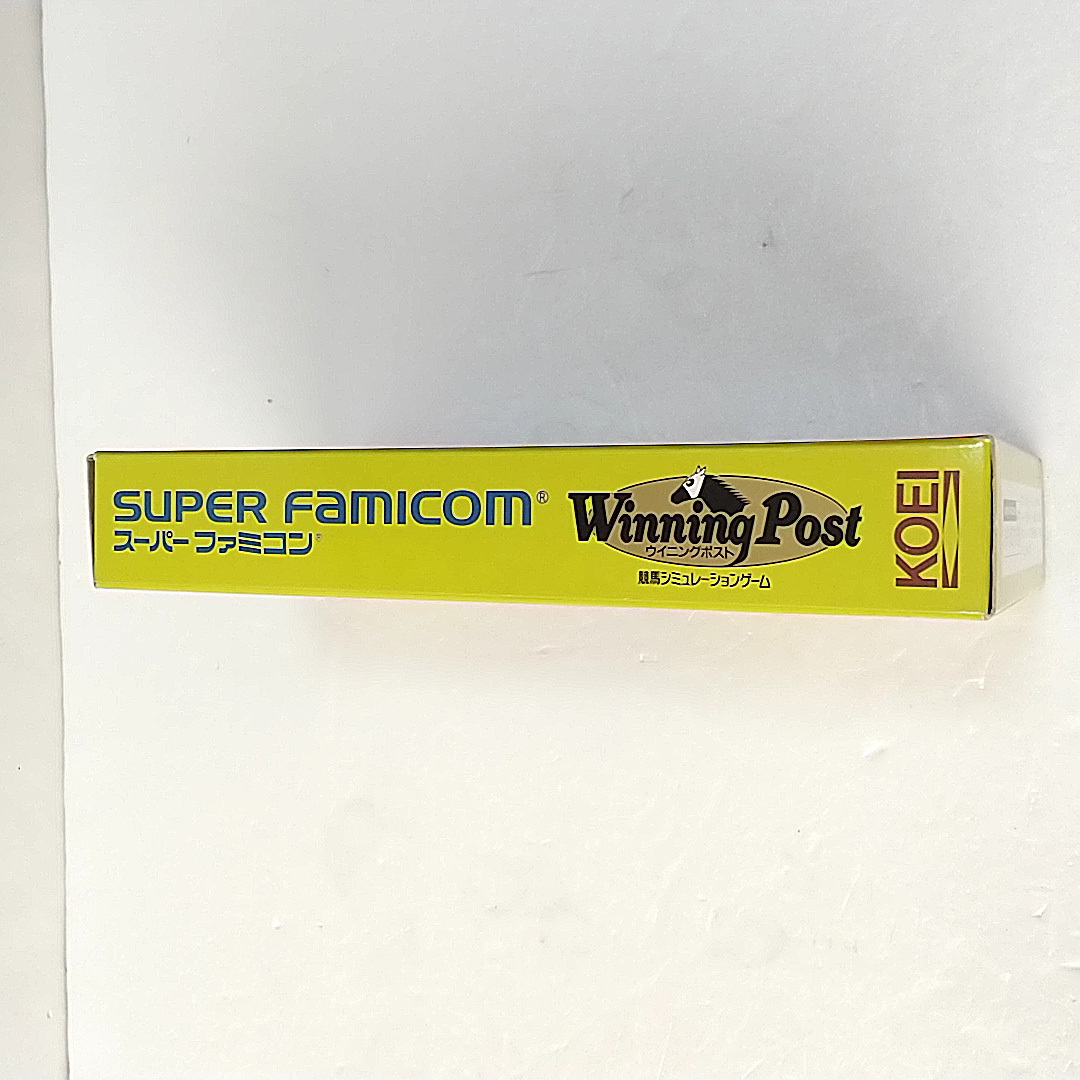 SUPER FAMICOM®
スーパーファミコン®
Winning Post
ウイニングポスト
競馬シミュレーションゲーム
KOEI